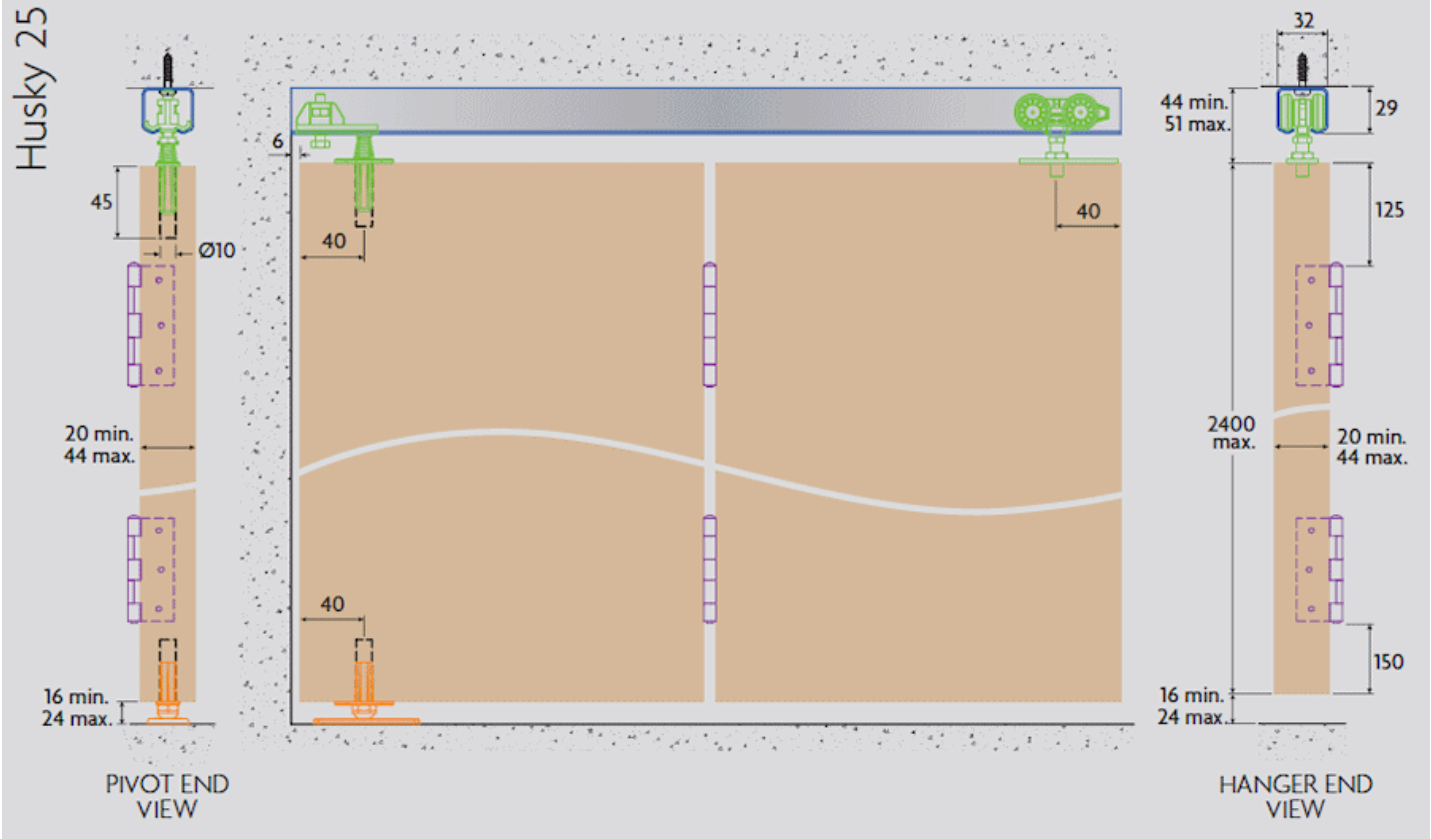 Husky 25
32
44 min.
51 max.
29
6
45
40
40
125
Ø10
20 min.
44 max.
2400
max.
20 min.
44 max.
40
150
16 min.
24 max.
16 min.
24 max.
PIVOT END
VIEW
HANGER END
VIEW